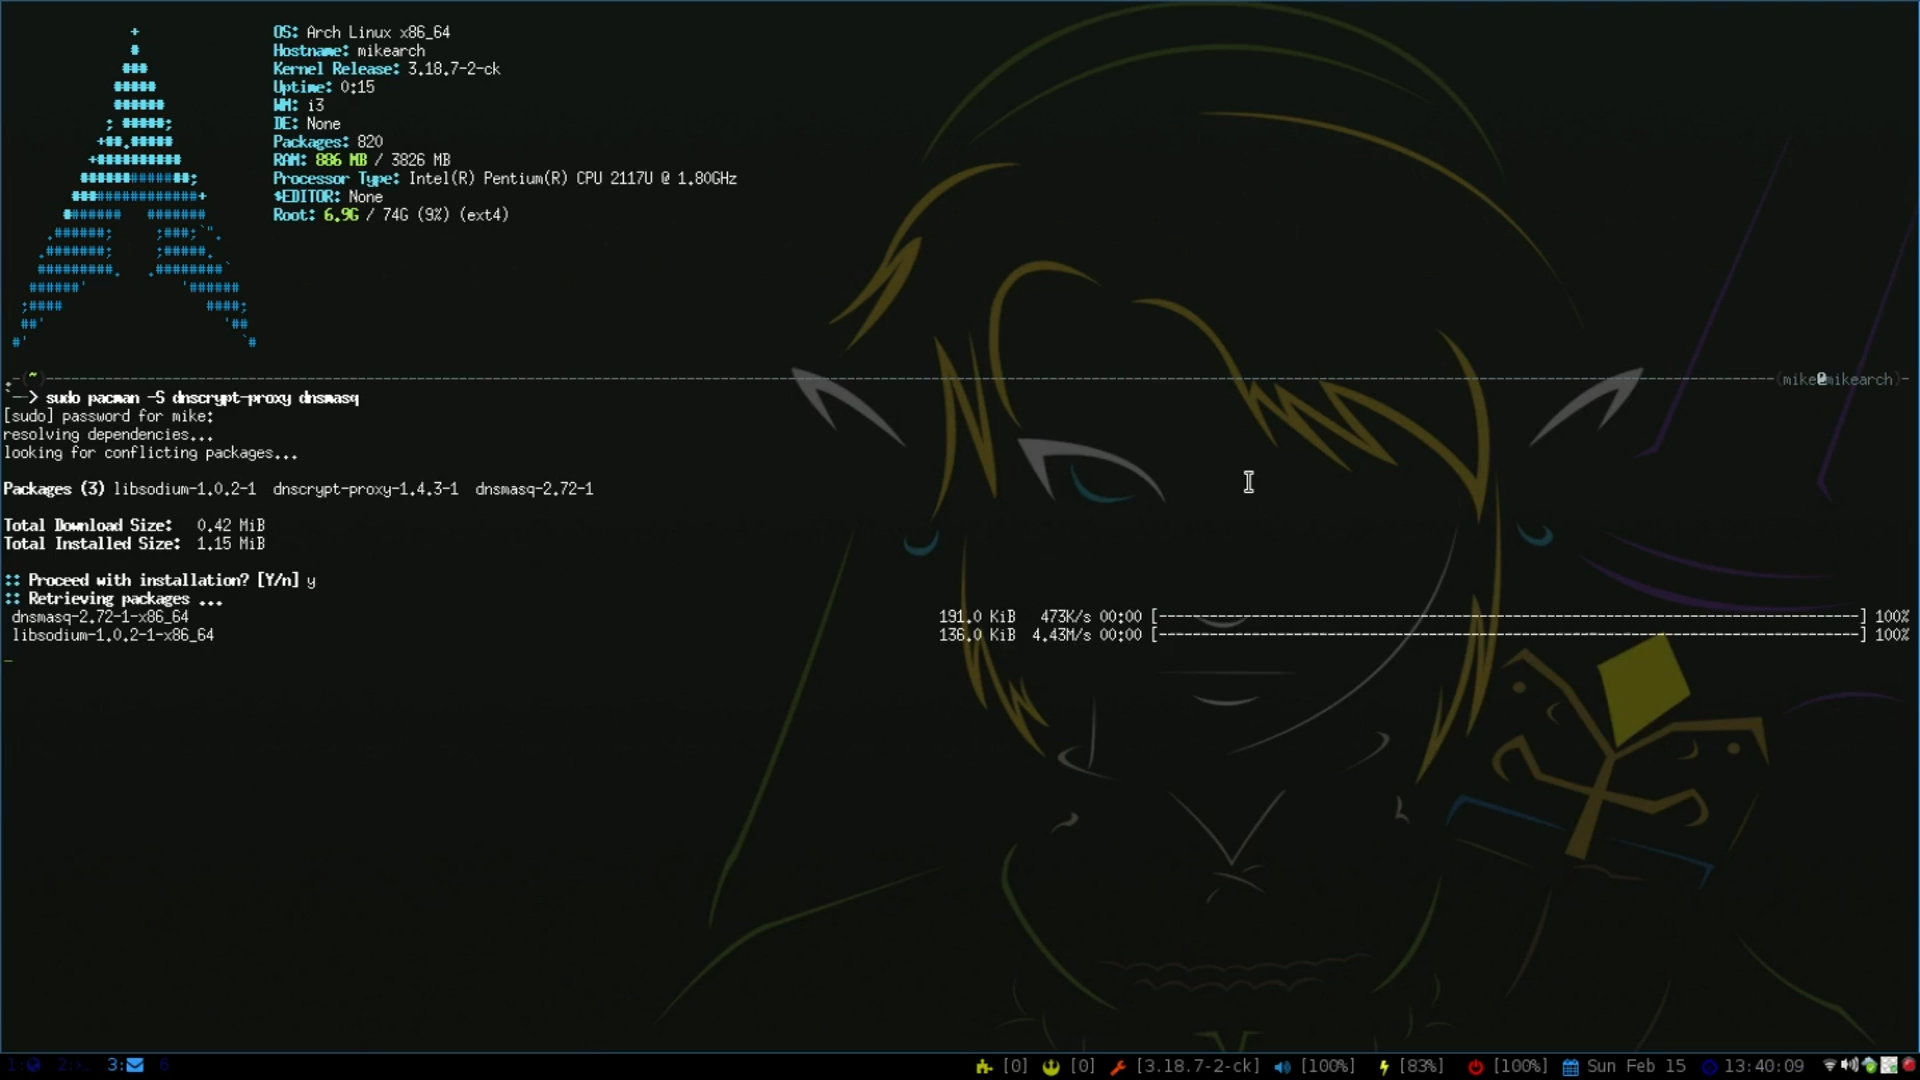 OS: Arch Linux x86_64
Hostname: mikearch
Kernel Release: 3.18.7-2-ck
Uptime: 0:15
WM: i3
DE: None
Packages: 820
RAM: 886 MB / 3826 MB
Processor Type: Intel(R) Pentium(R) CPU 2117U @ 1.80GHz
$EDITOR: None
Root: 6.9G / 74G (9%) (ext4)
(~ (mike@mikearch)-
--> sudo pacman -S dnscrypt-proxy dnsmasq
[sudo] password for mike:
resolving dependencies...
looking for conflicting packages...
Packages (3) libsodium-1.0.2-1 dnscrypt-proxy-1.4.3-1 dnsmasq-2.72-1
Total Download Size: 0.42 MiB
Total Installed Size: 1.15 MiB
:: Proceed with installation? [Y/n] y
:: Retrieving packages ...
dnsmasq-2.72-1-x86_64 191.0 KiB 473K/s 00:00 [----------] 100%
libsodium-1.0.2-1-x86_64 136.0 KiB 4.43M/s 00:00 [----------] 100%
1: 2: 3: 6 [0] [0] [3.18.7-2-ck] [100%] [83%] [100%] Sun Feb 15 13:40:09